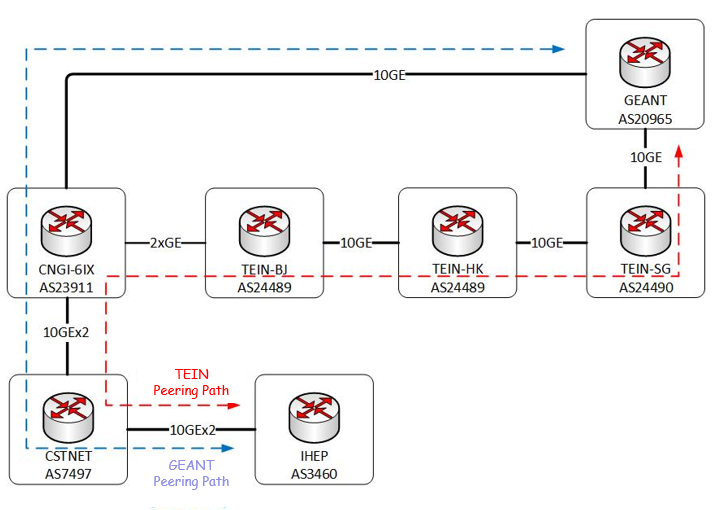 10GE
GEANT
AS20965
10GE
CNGI-6IX
AS23911
2xGE
TEIN-BJ
AS24489
10GE
TEIN-HK
AS24489
10GE
TEIN-SG
AS24490
10GEx2
TEIN
Peering Path
CSTNET
AS7497
10GEx2
IHEP
AS3460
GEANT
Peering Path